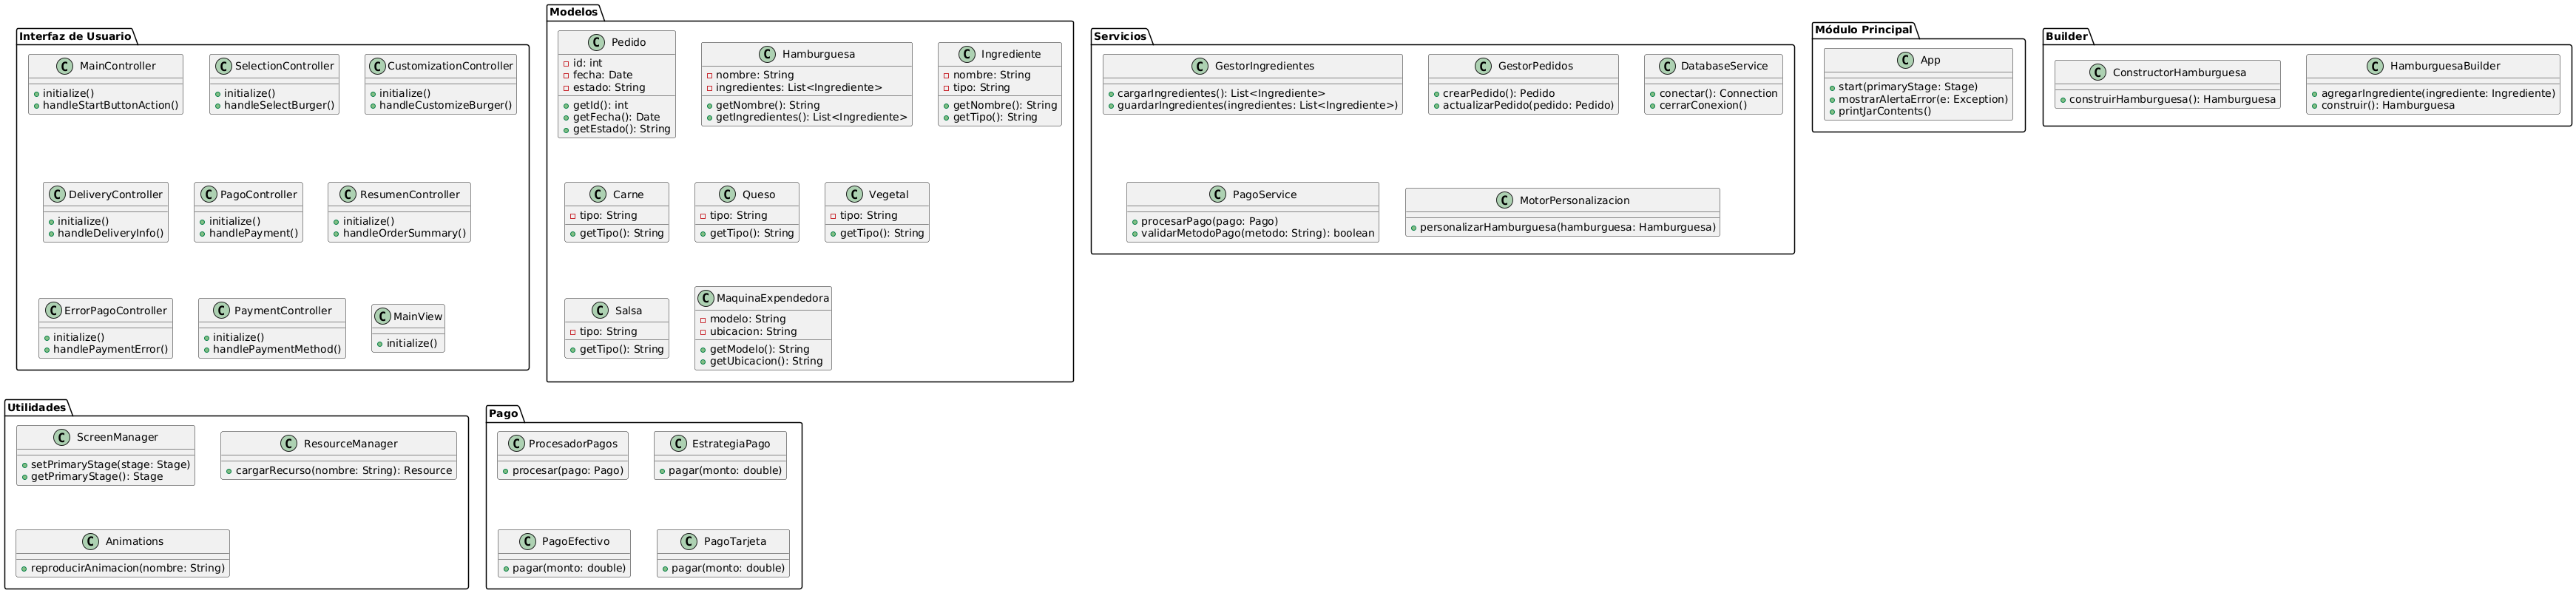 Interfaz de Usuario
C MainController
initialize()
handleStartButtonAction()
C SelectionController
initialize()
handleSelectBurger()
C CustomizationController
initialize()
handleCustomizeBurger()
C DeliveryController
initialize()
handleDeliveryInfo()
C PagoController
initialize()
handlePayment()
C ResumenController
initialize()
handleOrderSummary()
C ErrorPagoController
initialize()
handlePaymentError()
C PaymentController
initialize()
handlePaymentMethod()
C MainView
initialize()
Modelos
C Pedido
id: int
fecha: Date
estado: String
getId(): int
getFecha(): Date
getEstado(): String
C Hamburguesa
nombre: String
ingredientes: List<Ingrediente>
getNombre(): String
getIngredientes(): List<Ingrediente>
C Ingrediente
nombre: String
tipo: String
getNombre(): String
getTipo(): String
C Carne
tipo: String
getTipo(): String
C Queso
tipo: String
getTipo(): String
C Vegetal
tipo: String
getTipo(): String
C Salsa
tipo: String
getTipo(): String
C MaquinaExpendedora
modelo: String
ubicacion: String
getModelo(): String
getUbicacion(): String
Servicios
C GestorIngredientes
cargarIngredientes(): List<Ingrediente>
guardarIngredientes(ingredientes: List<Ingrediente>)
C GestorPedidos
crearPedido(): Pedido
actualizarPedido(pedido: Pedido)
C DatabaseService
conectar(): Connection
cerrarConexion()
C PagoService
procesarPago(pago: Pago)
validarMetodoPago(metodo: String): boolean
C MotorPersonalizacion
personalizarHamburguesa(hamburguesa: Hamburguesa)
Módulo Principal
C App
start(primaryStage: Stage)
mostrarAlertaError(e: Exception)
printJarContents()
Builder
C ConstructorHamburguesa
construirHamburguesa(): Hamburguesa
C HamburguesaBuilder
agregarIngrediente(ingrediente: Ingrediente)
construir(): Hamburguesa
Utilidades
C ScreenManager
setPrimaryStage(stage: Stage)
getPrimaryStage(): Stage
C ResourceManager
cargarRecurso(nombre: String): Resource
C Animations
reproducirAnimacion(nombre: String)
Pago
C ProcesadorPagos
procesar(pago: Pago)
C EstrategiaPago
pagar(monto: double)
C PagoEfectivo
pagar(monto: double)
C PagoTarjeta
pagar(monto: double)